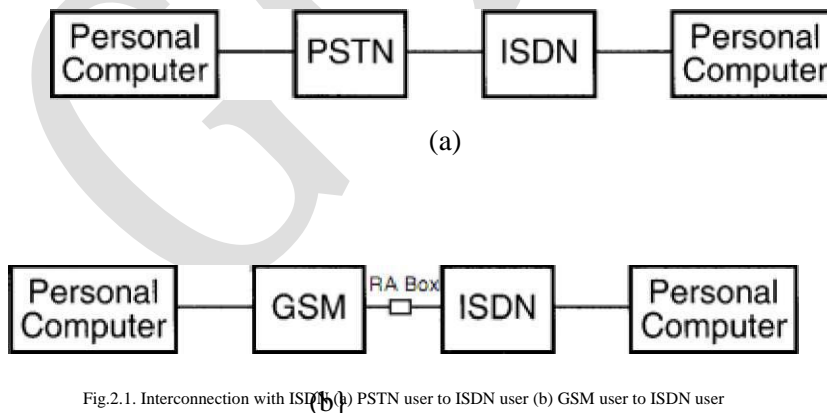 Personal Computer
PSTN
ISDN
Personal Computer
(a)
Personal Computer
GSM
RA Box
ISDN
Personal Computer
Fig.2.1. Interconnection with ISDN (a) PSTN user to ISDN user (b) GSM user to ISDN user
(b)